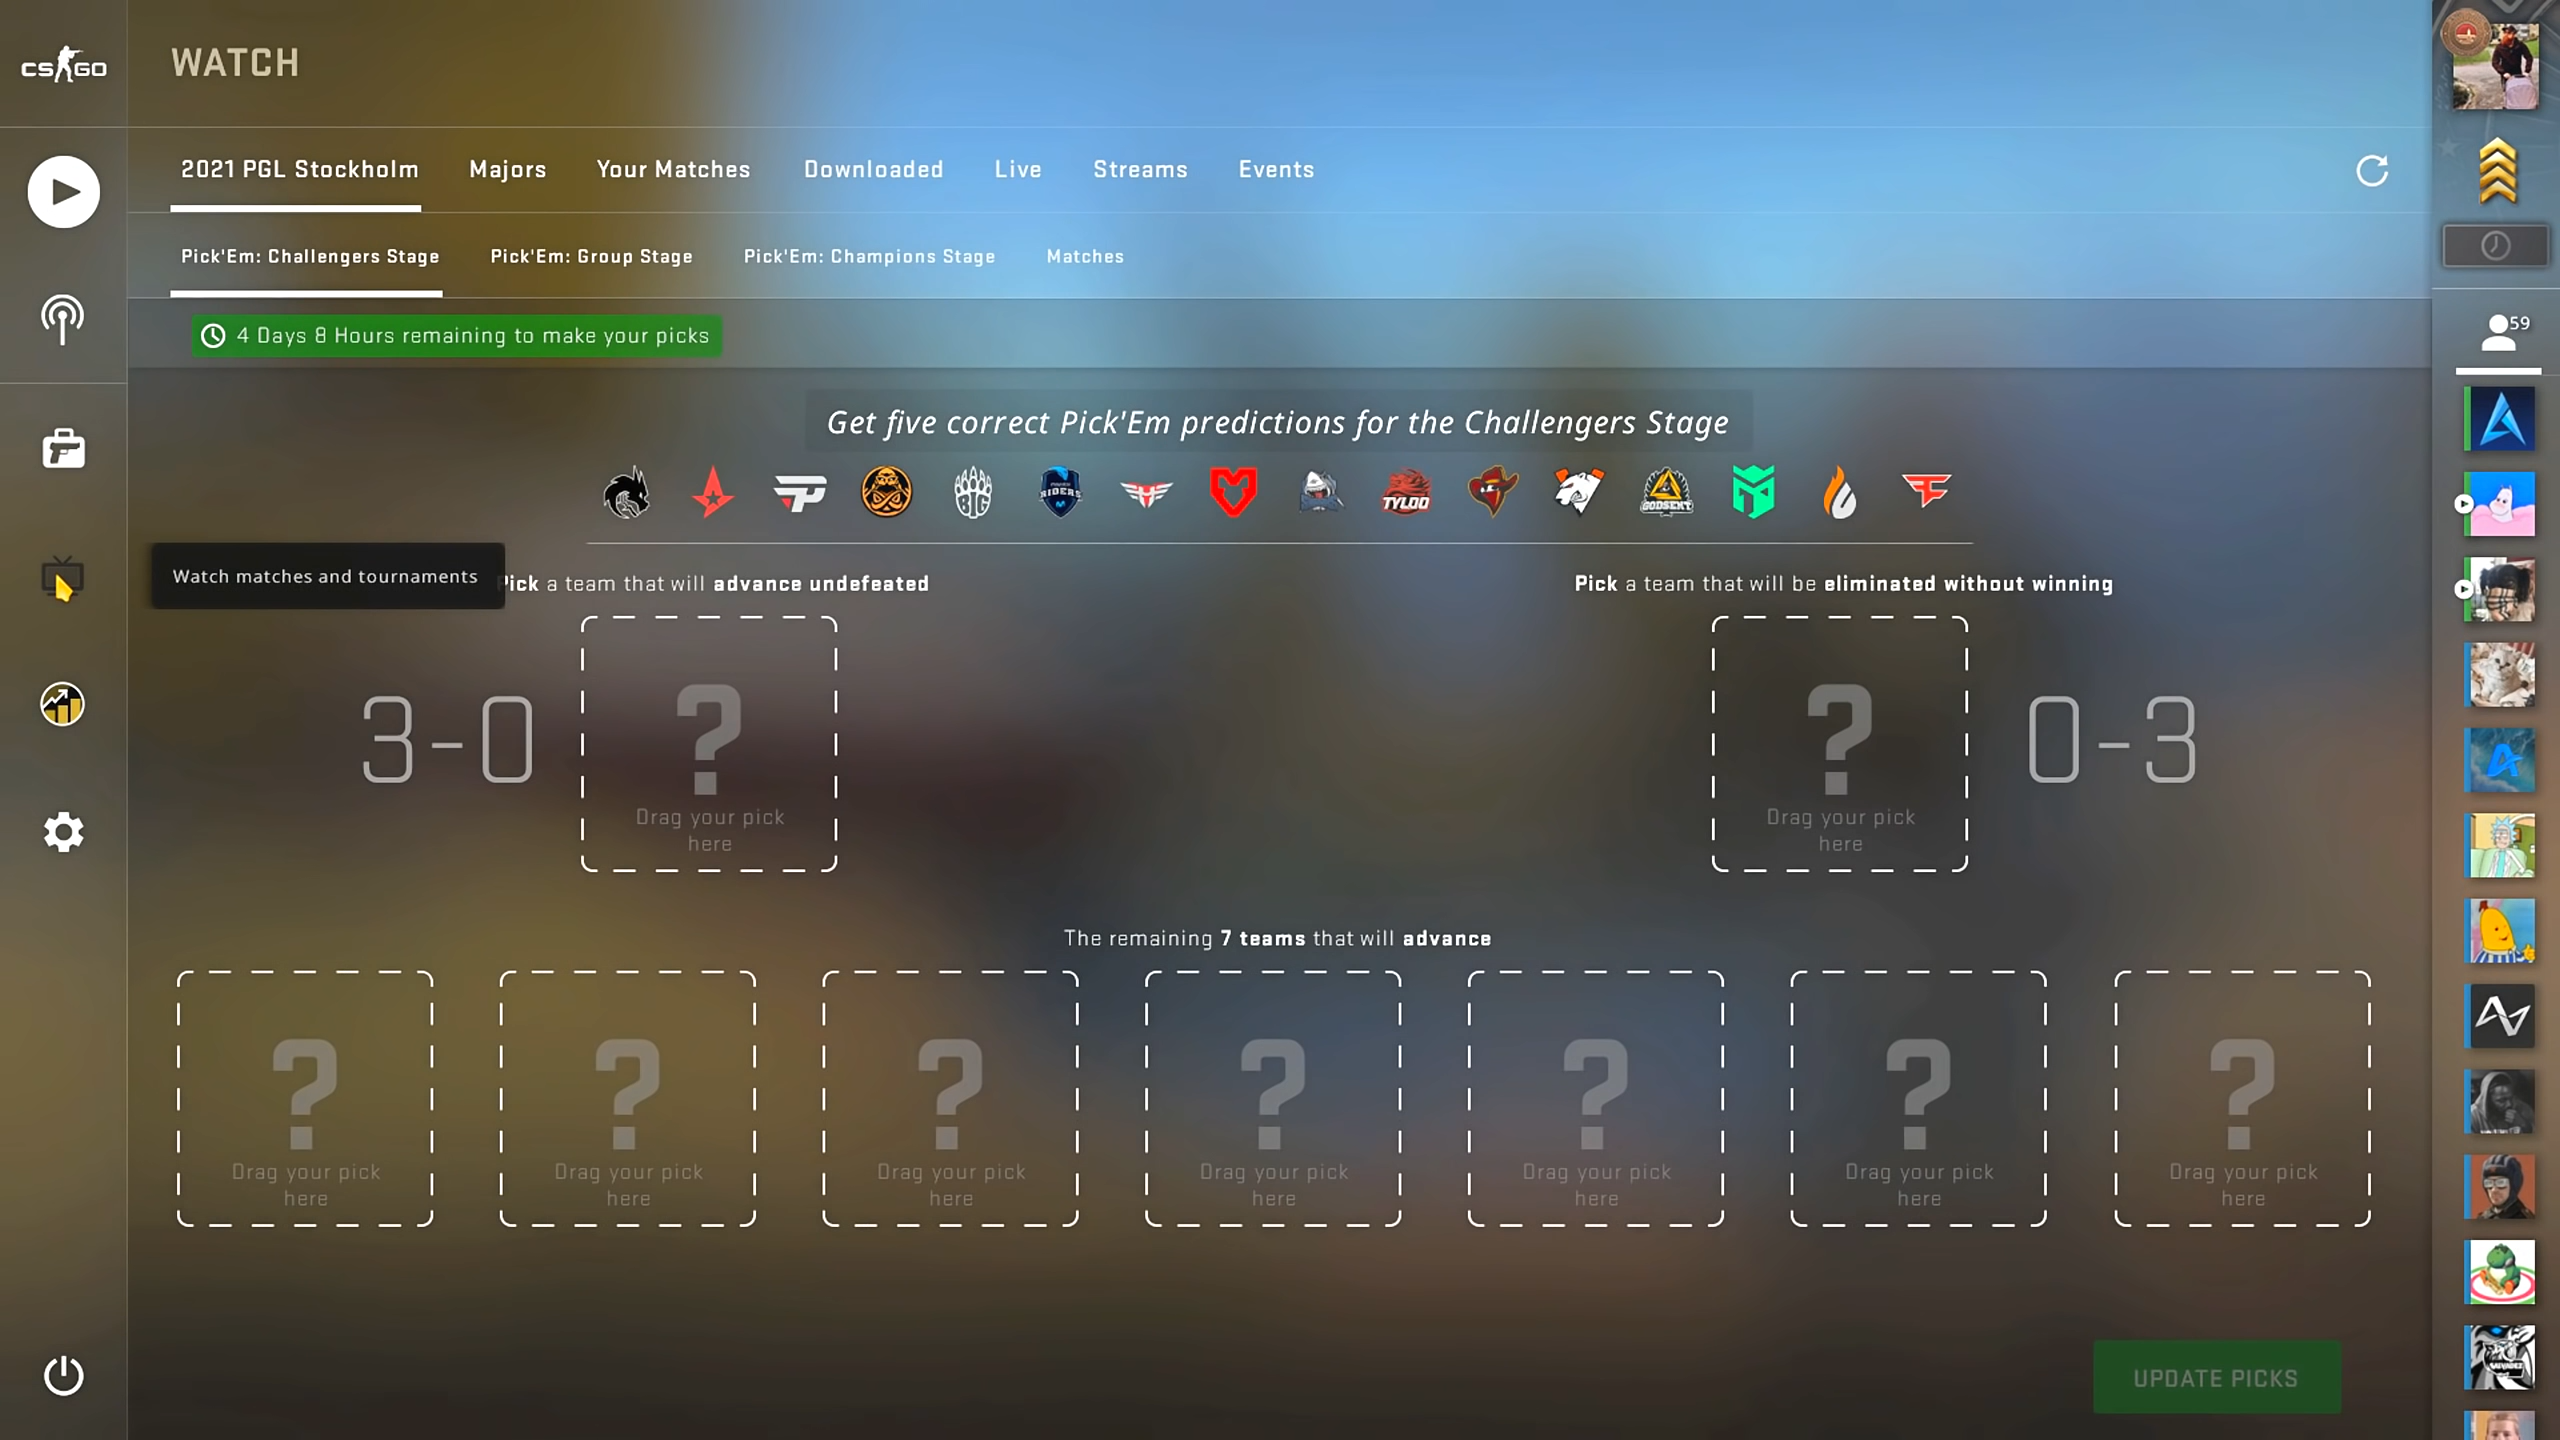 CS GO
WATCH
2021 PGL Stockholm
Majors
Your Matches
Downloaded
Live
Streams
Events
Pick'Em: Challengers Stage
Pick'Em: Group Stage
Pick'Em: Champions Stage
Matches
4 Days 8 Hours remaining to make your picks
59
Get five correct Pick'Em predictions for the Challengers Stage
BIG
RIDERS
TYLOO
GODSENT
Watch matches and tournaments
Pick a team that will advance undefeated
Pick a team that will be eliminated without winning
3-0
?
Drag your pick
here
?
Drag your pick
here
0-3
The remaining 7 teams that will advance
?
Drag your pick
here
?
Drag your pick
here
?
Drag your pick
here
?
Drag your pick
here
?
Drag your pick
here
?
Drag your pick
here
?
Drag your pick
here
UPDATE PICKS